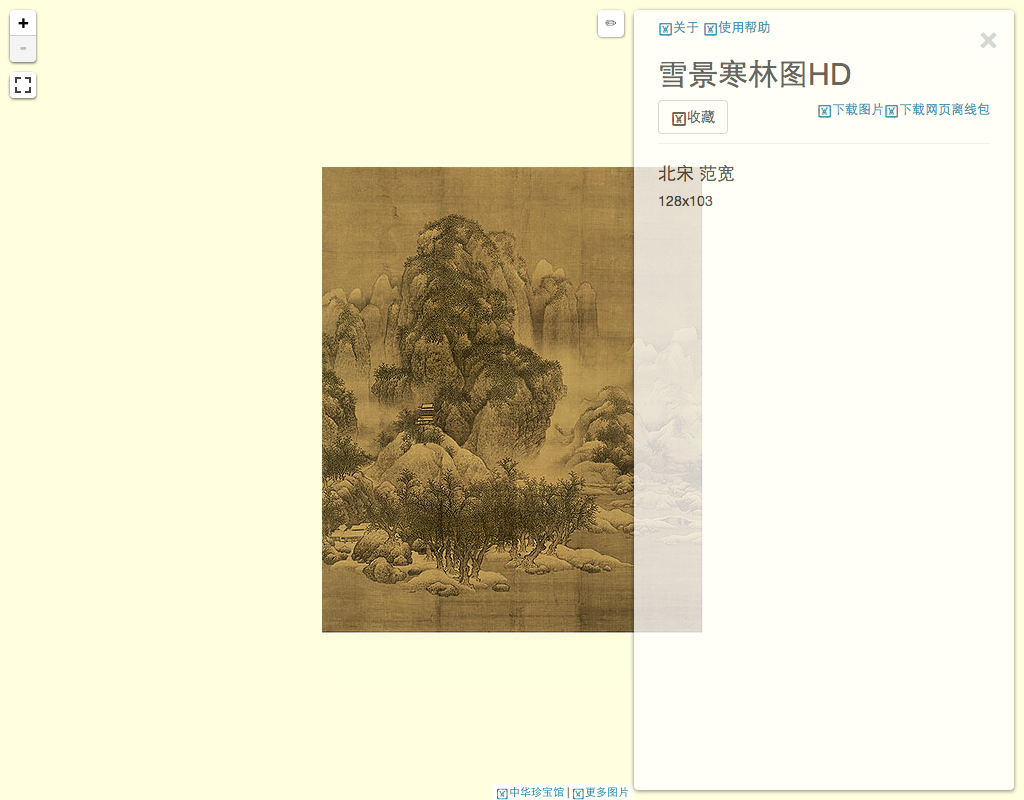 +
-
关于 使用帮助
×
雪景寒林图HD
收藏
下载图片 下载网页离线包
北宋 范宽
128x103
中华珍宝馆 | 更多图片